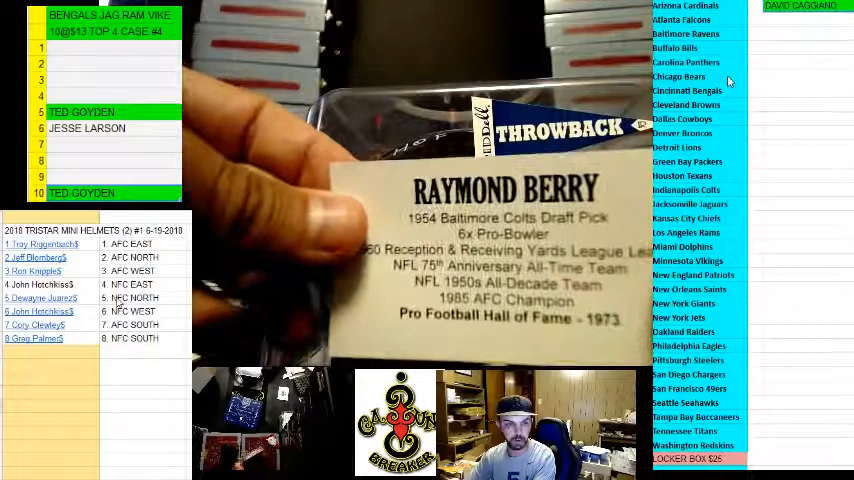 BENGALS.JAG.RAM.VIKE
10@$13 TOP 4 CASE #4
1
2
3
4
5 TED GOYDEN
6 JESSE LARSON
7
8
9
10 TED GOYDEN
2018 TRISTAR MINI HELMETS (2) #1 6-19-2018
1 Troy Riggenbach$ 1. AFC EAST
2 Jeff Blomberg$ 2. AFC NORTH
3 Ron Knipple$ 3. AFC WEST
4 John Hotchkiss$ 4. NFC EAST
5 Dewayne Juarez$ 5. NFC NORTH
6 John Hotchkiss$ 6. NFC WEST
7 Cory Clewley$ 7. AFC SOUTH
8 Greg Palmer$ 8. NFC SOUTH
RIDDELL
THROWBACK
HOF
RAYMOND BERRY
1954 Baltimore Colts Draft Pick
6x Pro-Bowler
960 Reception & Receiving Yards League Lea
NFL 75th Anniversary All-Time Team
NFL 1950s All-Decade Team
1985 AFC Champion
Pro Football Hall of Fame - 1973
CAJUN
BREAKER
Arizona Cardinals
Atlanta Falcons
Baltimore Ravens
Buffalo Bills
Carolina Panthers
Chicago Bears
Cincinnati Bengals
Cleveland Browns
Dallas Cowboys
Denver Broncos
Detroit Lions
Green Bay Packers
Houston Texans
Indianapolis Colts
Jacksonville Jaguars
Kansas City Chiefs
Los Angeles Rams
Miami Dolphins
Minnesota Vikings
New England Patriots
New Orleans Saints
New York Giants
New York Jets
Oakland Raiders
Philadelphia Eagles
Pittsburgh Steelers
San Diego Chargers
San Francisco 49ers
Seattle Seahawks
Tampa Bay Buccaneers
Tennessee Titans
Washington Redskins
LOCKER BOX $25
DAVID CAGGIANO